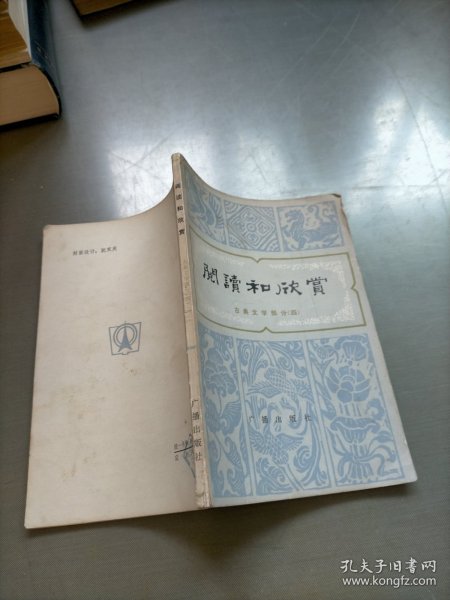 閱讀和欣賞
古典文学部分(四)
广播出版社
阅读和欣赏
广播出版社
孔夫子旧书网
www.kongfz.com